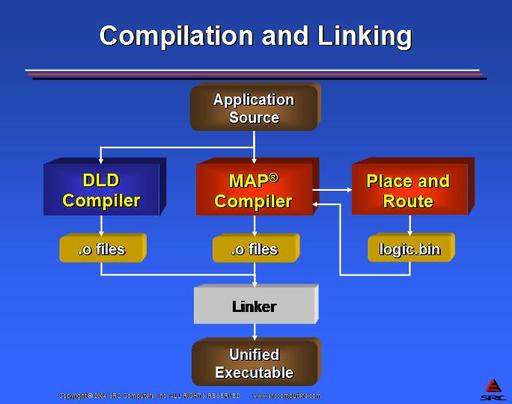 Compilation and Linking
Application
Source
DLD
Compiler
MAP®
Compiler
Place and
Route
.o files
.o files
logic.bin
Linker
Unified
Executable
Copyright© 2004 SRC Computers, Inc. ALL RIGHTS RESERVED. www.srccomputers.com
SRC